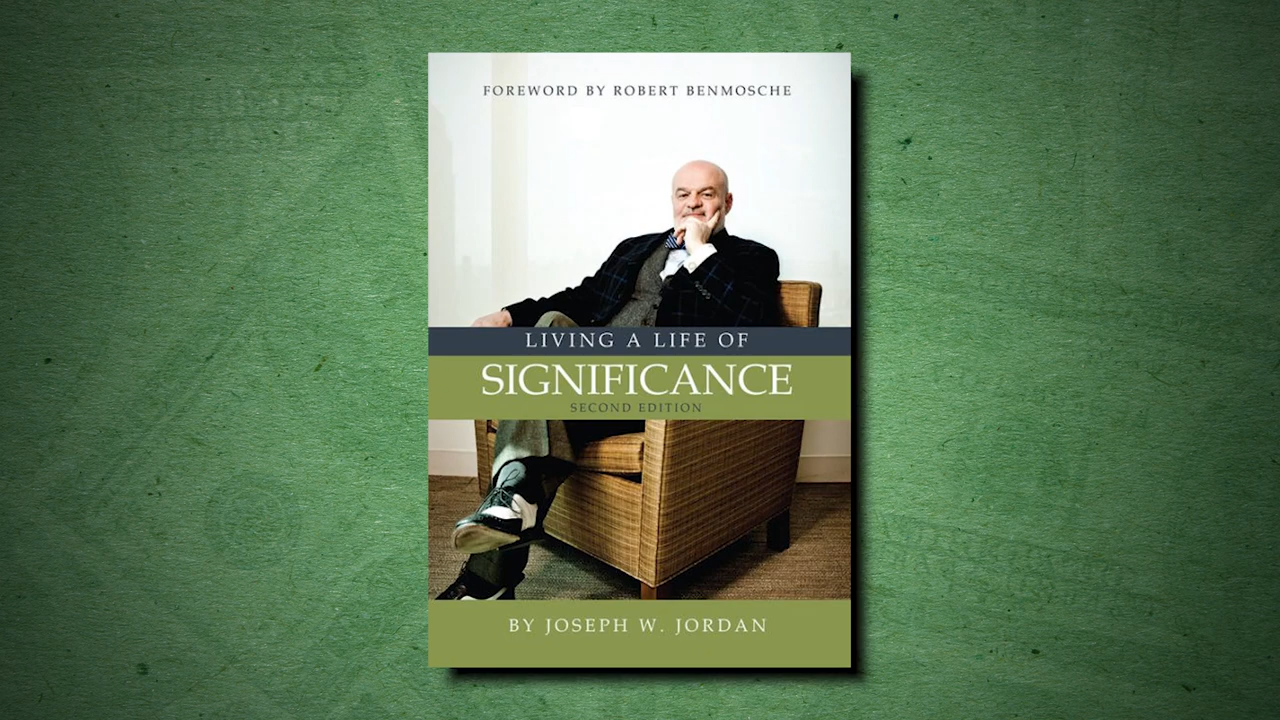 FOREWORD BY ROBERT BENMOSCHE
LIVING A LIFE OF
SIGNIFICANCE
SECOND EDITION
BY JOSEPH W. JORDAN